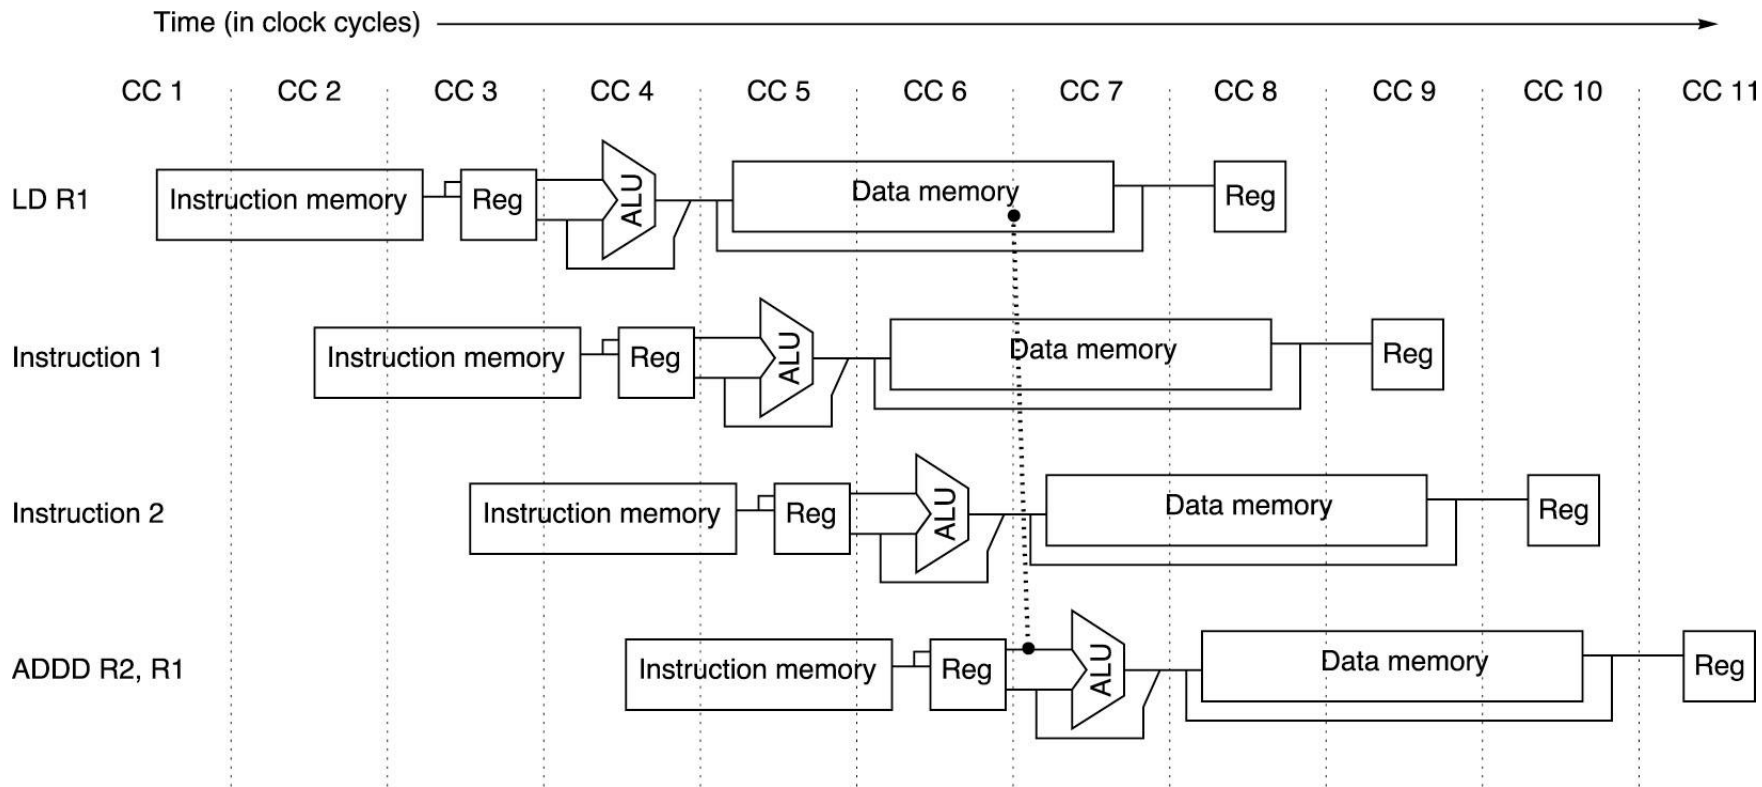 Time (in clock cycles)
CC 1 CC 2 CC 3 CC 4 CC 5 CC 6 CC 7 CC 8 CC 9 CC 10 CC 11
LD R1 Instruction memory Reg ALU Data memory Reg
Instruction 1 Instruction memory Reg ALU Data memory Reg
Instruction 2 Instruction memory Reg ALU Data memory Reg
ADDD R2, R1 Instruction memory Reg ALU Data memory Reg